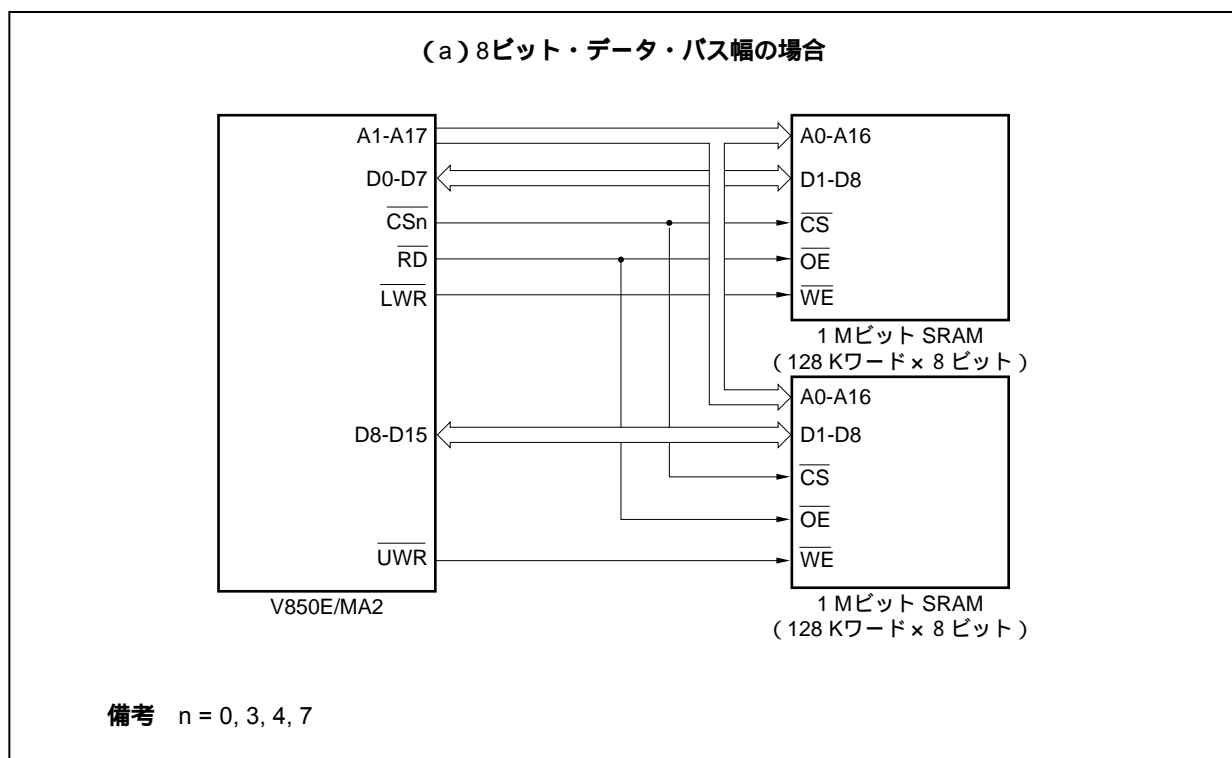 （a）8ビット・データ・バス幅の場合
A1-A17
D0-D7
CSn
RD
LWR
D8-D15
UWR
V850E/MA2
A0-A16
D1-D8
CS
OE
WE
1 Mビット SRAM
（128 Kワード × 8 ビット）
A0-A16
D1-D8
CS
OE
WE
1 Mビット SRAM
（128 Kワード × 8 ビット）
備考 n = 0, 3, 4, 7